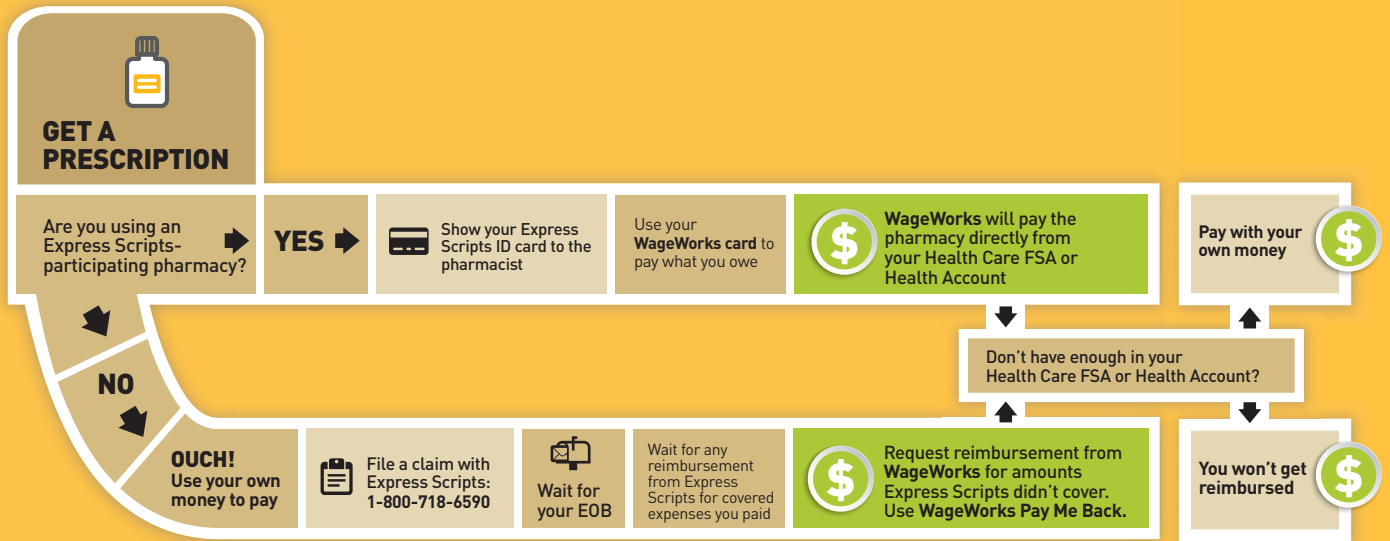 GET A
PRESCRIPTION
Are you using an
Express Scripts-
participating pharmacy?
YES
Show your Express
Scripts ID card to the
pharmacist
Use your
WageWorks card to
pay what you owe
$
WageWorks will pay the
pharmacy directly from
your Health Care FSA or
Health Account
Pay with your
own money
$
Don't have enough in your
Health Care FSA or Health Account?
NO
OUCH!
Use your own
money to pay
File a claim with
Express Scripts:
1-800-718-6590
Wait for
your EOB
Wait for any
reimbursement
from Express
Scripts for covered
expenses you paid
$
Request reimbursement from
WageWorks for amounts
Express Scripts didn't cover.
Use WageWorks Pay Me Back.
You won't get
reimbursed
$